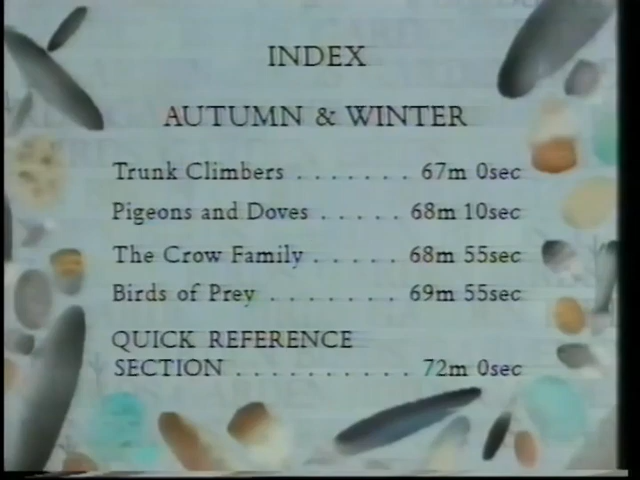 INDEX
AUTUMN & WINTER
Trunk Climbers . . . . . . . 67m 0sec
Pigeons and Doves . . . . . 68m 10sec
The Crow Family . . . . . . 68m 55sec
Birds of Prey . . . . . . . . 69m 55sec
QUICK REFERENCE
SECTION . . . . . . . . . . . 72m 0sec